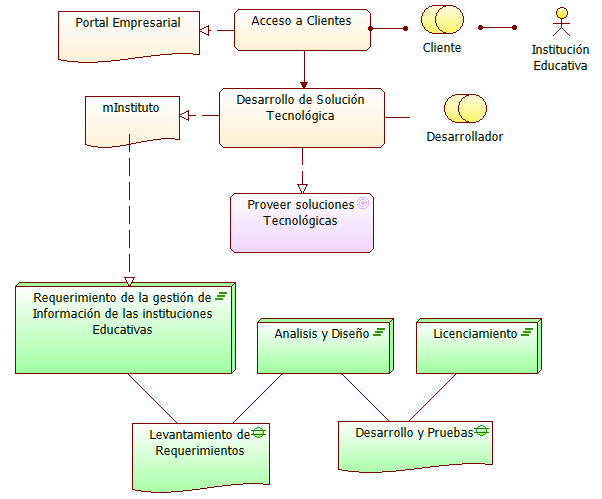 Portal Empresarial
Acceso a Clientes
Cliente
Institución
Educativa
mInstituto
Desarrollo de Solución
Tecnológica
Desarrollador
Proveer soluciones
Tecnológicas
Requerimiento de la gestión de
Información de las instituciones
Educativas
Analisis y Diseño
Licenciamiento
Levantamiento de
Requerimientos
Desarrollo y Pruebas